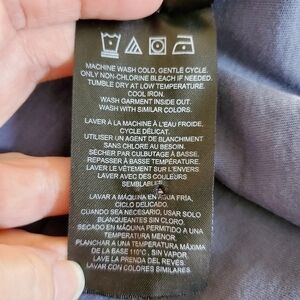 MACHINE WASH COLD, GENTLE CYCLE.
ONLY NON-CHLORINE BLEACH IF NEEDED.
TUMBLE DRY AT LOW TEMPERATURE.
COOL IRON.
WASH GARMENT INSIDE OUT.
WASH WITH SIMILAR COLORS.
LAVER À LA MACHINE À L'EAU FROIDE,
CYCLE DÉLICAT.
UTILISER UN AGENT DE BLANCHIMENT
SANS CHLORE AU BESOIN.
SÉCHER PAR CULBUTAGE À BASSE.
REPASSER À BASSE TEMPÉRATURE.
LAVER LE VÊTEMENT SUR L'ENVERS
LAVER AVEC DES COULEURS
SEMBLABLES
LAVAR A MÁQUINA EN AGUA FRÍA,
CICLO DELICADO.
CUANDO SEA NECESARIO, USAR SOLO
BLANQUEANTES SIN CLORO.
SECADO EN MÁQUINA PERMITIDO A UNA
TEMPERATURA MENOR.
PLANCHAR A UNA TEMPERATURA MÁXIMA
DE LA BASE 110°C, SIN VAPOR.
LAVE LA PRENDA DEL REVÉS.
LAVAR CON COLORES SIMILARES.